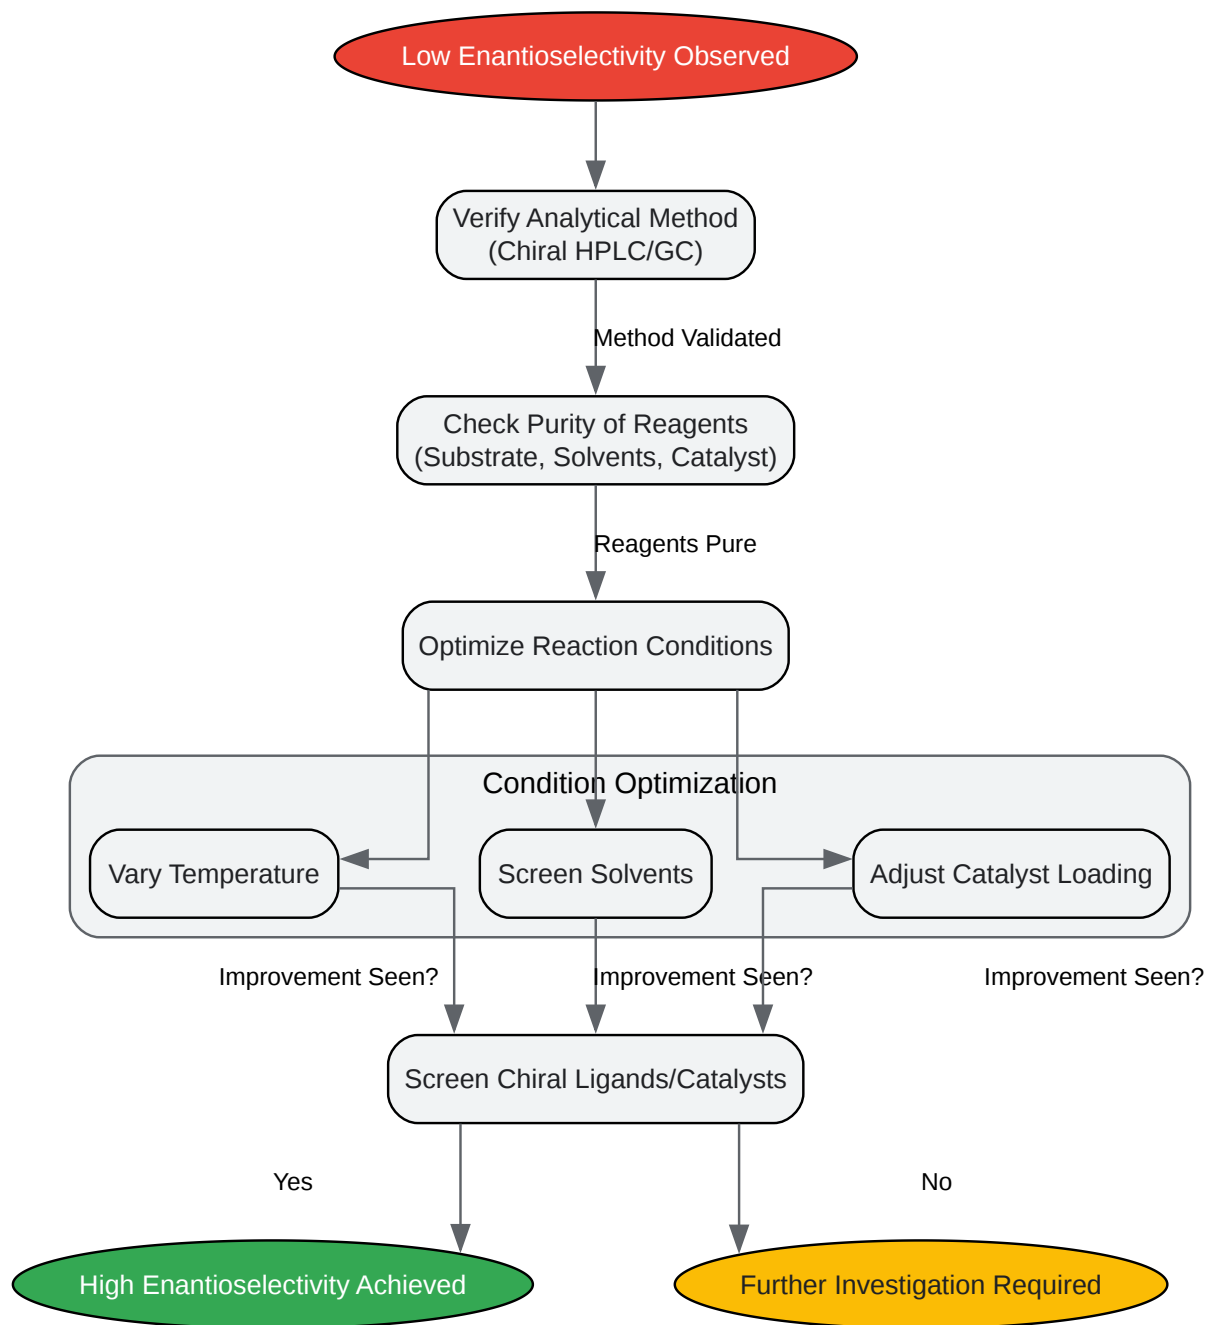 Low Enantioselectivity Observed
Verify Analytical Method
(Chiral HPLC/GC)
Method Validated
Check Purity of Reagents
(Substrate, Solvents, Catalyst)
Reagents Pure
Optimize Reaction Conditions
Condition Optimization
Vary Temperature
Screen Solvents
Adjust Catalyst Loading
Improvement Seen?
Improvement Seen?
Improvement Seen?
Screen Chiral Ligands/Catalysts
Yes
No
High Enantioselectivity Achieved
Further Investigation Required